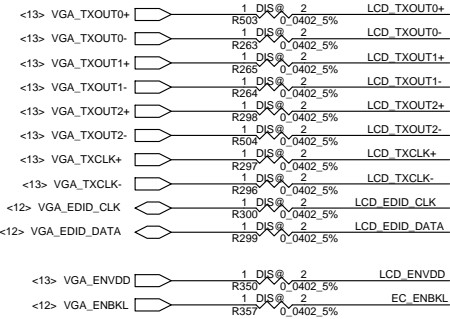 <13> VGA_TXOUT0+ 1 DIS@ 2 LCD_TXOUT0+
R503 0_0402_5%
<13> VGA_TXOUT0- 1 DIS@ 2 LCD_TXOUT0-
R263 0_0402_5%
<13> VGA_TXOUT1+ 1 DIS@ 2 LCD_TXOUT1+
R265 0_0402_5%
<13> VGA_TXOUT1- 1 DIS@ 2 LCD_TXOUT1-
R264 0_0402_5%
<13> VGA_TXOUT2+ 1 DIS@ 2 LCD_TXOUT2+
R298 0_0402_5%
<13> VGA_TXOUT2- 1 DIS@ 2 LCD_TXOUT2-
R504 0_0402_5%
<13> VGA_TXCLK+ 1 DIS@ 2 LCD_TXCLK+
R297 0_0402_5%
<13> VGA_TXCLK- 1 DIS@ 2 LCD_TXCLK-
R296 0_0402_5%
<12> VGA_EDID_CLK 1 DIS@ 2 LCD_EDID_CLK
R300 0_0402_5%
<12> VGA_EDID_DATA 1 DIS@ 2 LCD_EDID_DATA
R299 0_0402_5%
<13> VGA_ENVDD 1 DIS@ 2 LCD_ENVDD
R350 0_0402_5%
<12> VGA_ENBKL 1 DIS@ 2 EC_ENBKL
R357 0_0402_5%